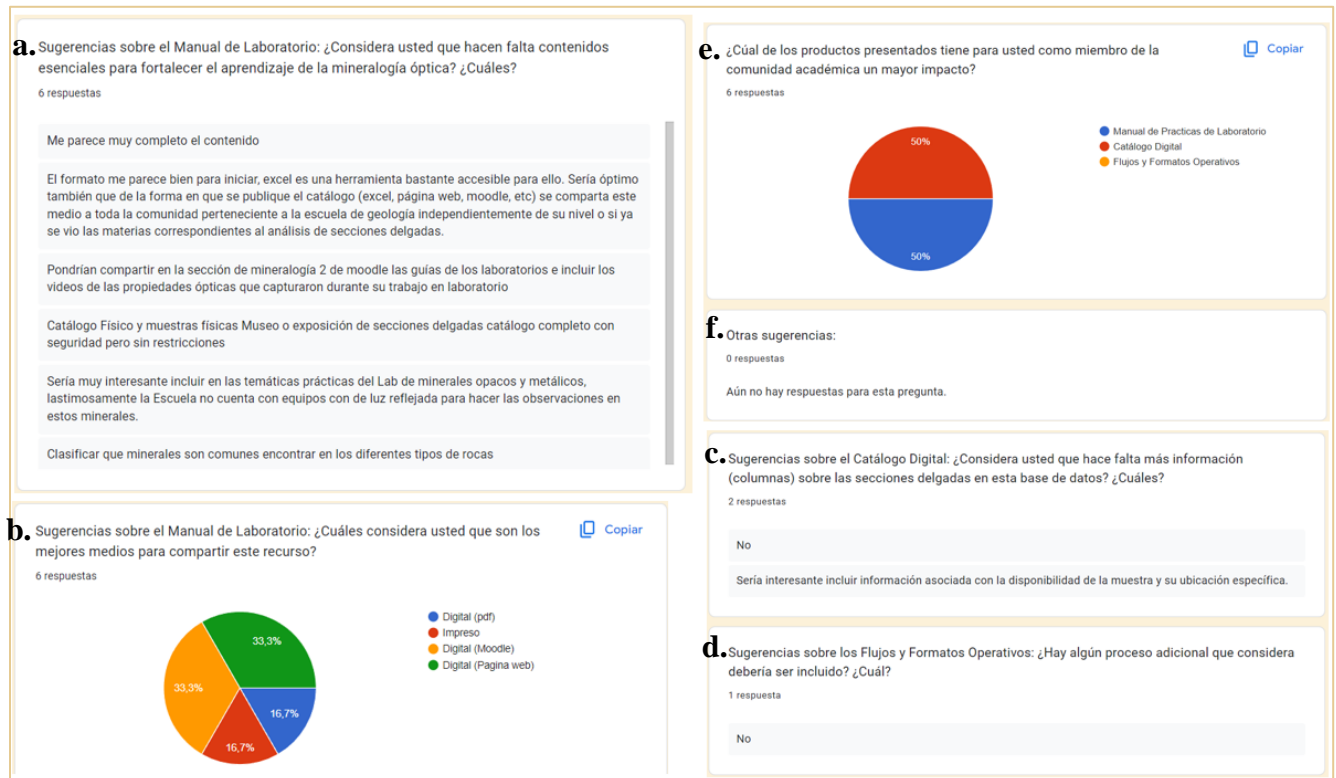 a.
Sugerencias sobre el Manual de Laboratorio: ¿Considera usted que hacen falta contenidos
esenciales para fortalecer el aprendizaje de la mineralogía óptica? ¿Cuáles?
6 respuestas
Me parece muy completo el contenido
El formato me parece bien para iniciar, excel es una herramienta bastante accesible para ello. Sería óptimo
también que de la forma en que se publique el catálogo (excel, página web, moodle, etc) se comparta este
medio a toda la comunidad perteneciente a la escuela de geología independientemente de su nivel o si ya
se vio las materias correspondientes al análisis de secciones delgadas.
Pondrían compartir en la sección de mineralogía 2 de moodle las guías de los laboratorios e incluir los
videos de las propiedades ópticas que capturaron durante su trabajo en laboratorio
Catálogo Físico y muestras físicas Museo o exposición de secciones delgadas catálogo completo con
seguridad pero sin restricciones
Sería muy interesante incluir en las temáticas prácticas del Lab de minerales opacos y metálicos,
lastimosamente la Escuela no cuenta con equipos con de luz reflejada para hacer las observaciones en
estos minerales.
Clasificar que minerales son comunes encontrar en los diferentes tipos de rocas
b.
Sugerencias sobre el Manual de Laboratorio: ¿Cuáles considera usted que son los
mejores medios para compartir este recurso?
Copiar
6 respuestas
33,3%
33,3%
16,7%
16,7%
Digital (pdf)
Impreso
Digital (Moodle)
Digital (Pagina web)
e.
¿Cúal de los productos presentados tiene para usted como miembro de la
comunidad académica un mayor impacto?
Copiar
6 respuestas
50%
50%
Manual de Practicas de Laboratorio
Catálogo Digital
Flujos y Formatos Operativos
f.
Otras sugerencias:
0 respuestas
Aún no hay respuestas para esta pregunta.
c.
Sugerencias sobre el Catálogo Digital: ¿Considera usted que hace falta más información
(columnas) sobre las secciones delgadas en esta base de datos? ¿Cuáles?
2 respuestas
No
Sería interesante incluir información asociada con la disponibilidad de la muestra y su ubicación específica.
d.
Sugerencias sobre los Flujos y Formatos Operativos: ¿Hay algún proceso adicional que considera
debería ser incluido? ¿Cuál?
1 respuesta
No